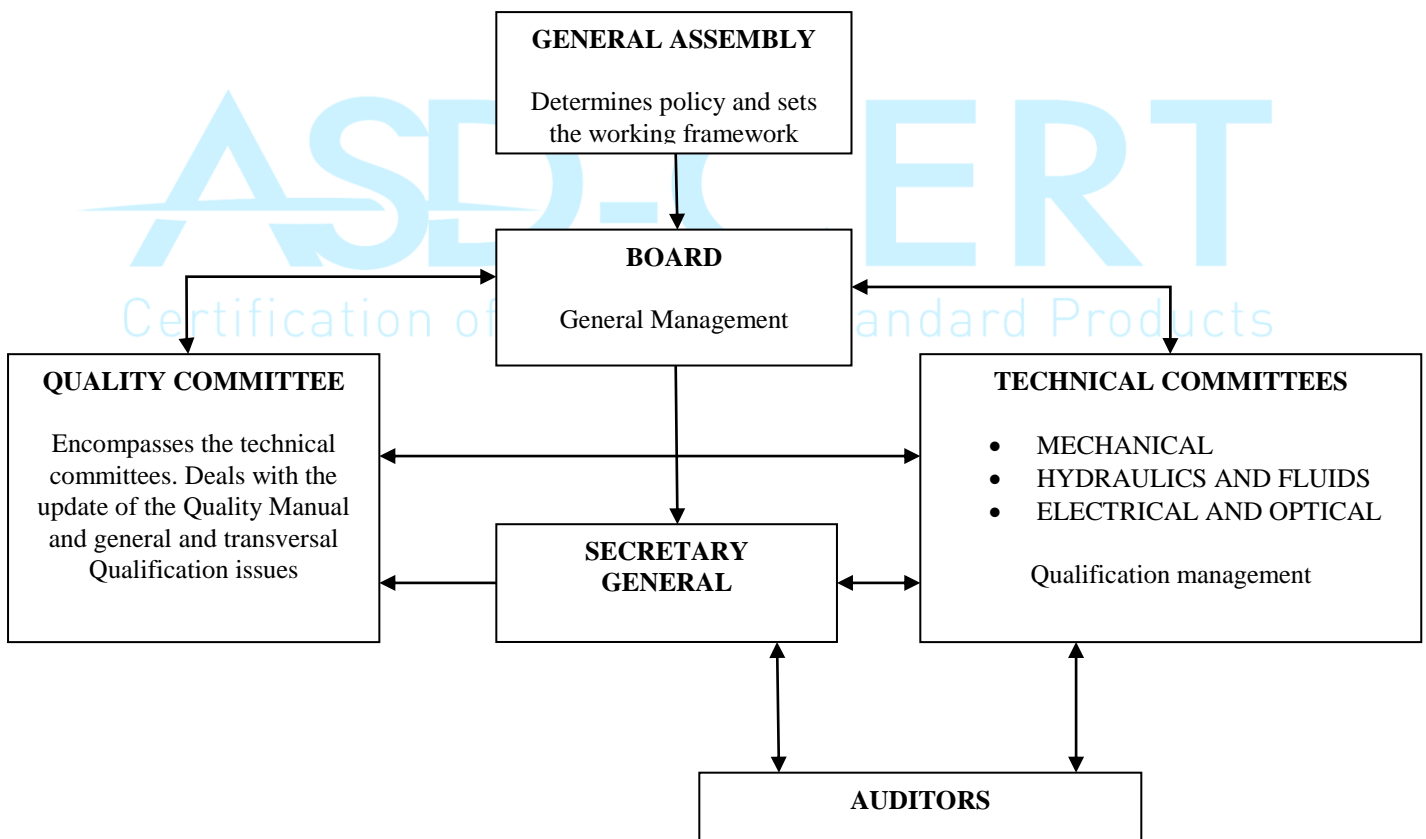 GENERAL ASSEMBLY
Determines policy and sets
the working framework
ASD-CERT
BOARD
General Management
Certification of
andard Products
QUALITY COMMITTEE
Encompasses the technical
committees. Deals with the
update of the Quality Manual
and general and transversal
Qualification issues
TECHNICAL COMMITTEES
• MECHANICAL
• HYDRAULICS AND FLUIDS
• ELECTRICAL AND OPTICAL
Qualification management
SECRETARY
GENERAL
AUDITORS